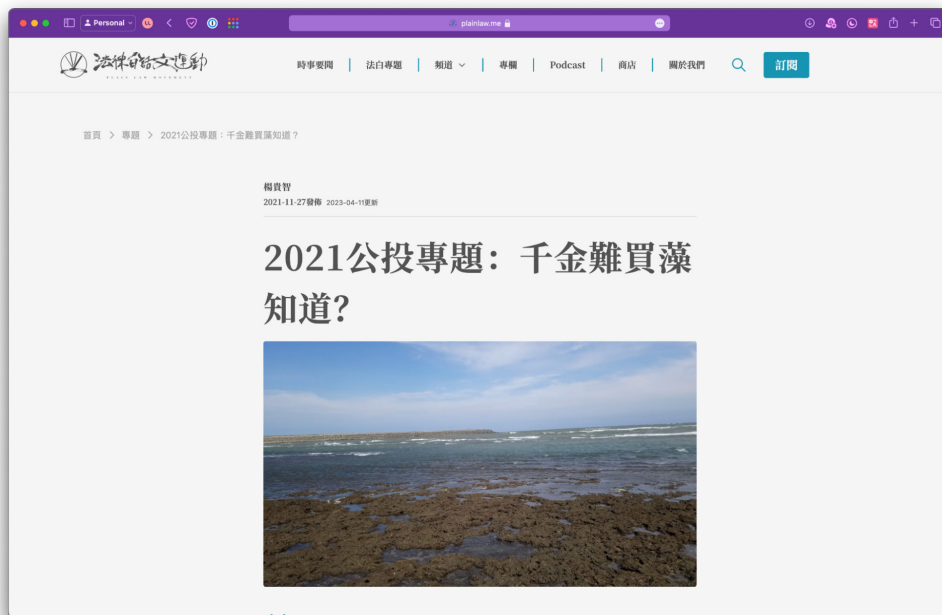 Personal
plainlaw.me
法律白話文運動
PLAIN LAW MOVEMENT
時事要聞
法白專題
頻道
專欄
Podcast
商店
關於我們
訂閱
首頁 > 專題 > 2021公投專題：千金難買藻知道？
楊貴智
2021-11-27發佈 2023-04-11更新
2021公投專題：千金難買藻
知道？